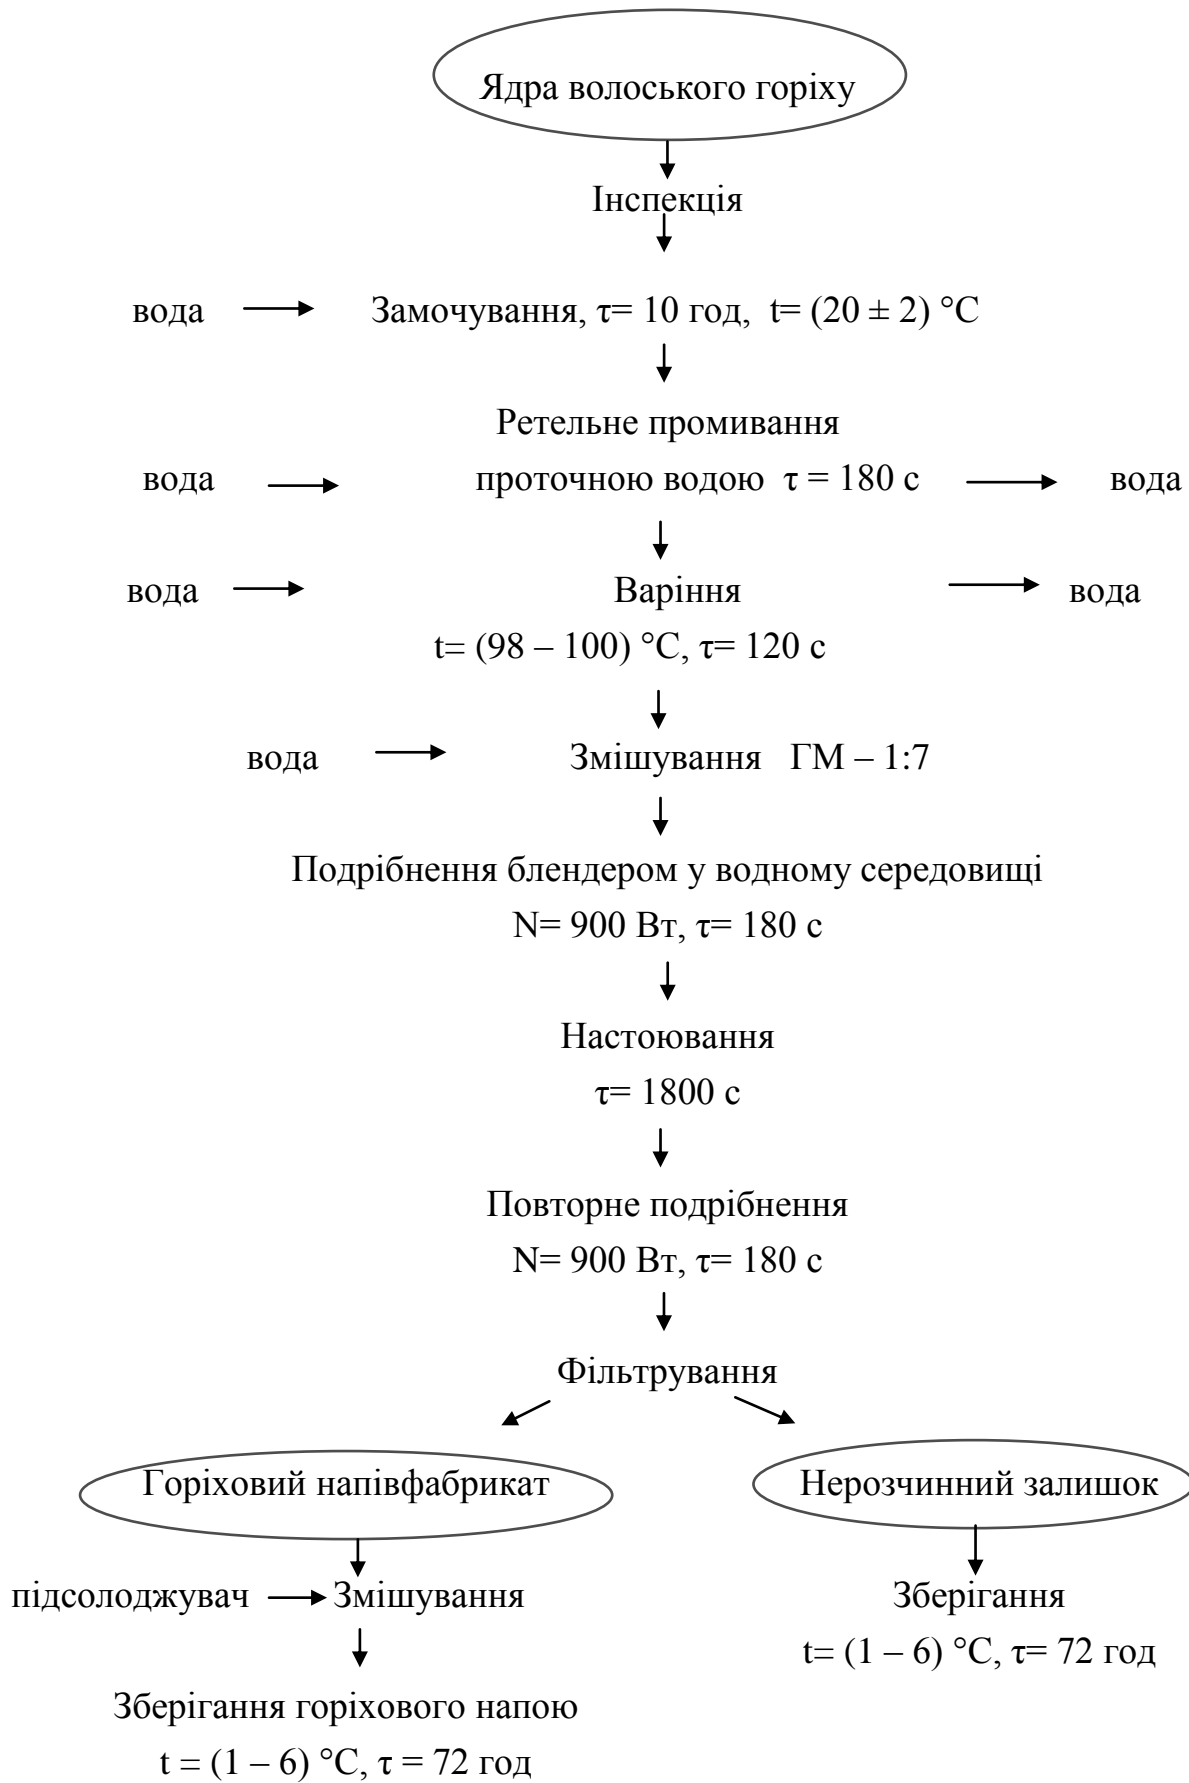 Ядра волоського горіху
Інспекція
вода Замочування, τ= 10 год, t= (20 ± 2) °С
Ретельне промивання
вода проточною водою τ = 180 с вода
вода Варіння вода
t= (98 – 100) °С, τ= 120 с
вода Змішування ГМ – 1:7
Подрібнення блендером у водному середовищі
N= 900 Вт, τ= 180 с
Настоювання
τ= 1800 с
Повторне подрібнення
N= 900 Вт, τ= 180 с
Фільтрування
Горіховий напівфабрикат Нерозчинний залишок
підсолоджувач Змішування Зберігання
t= (1 – 6) °С, τ= 72 год
Зберігання горіхового напою
t = (1 – 6) °С, τ = 72 год